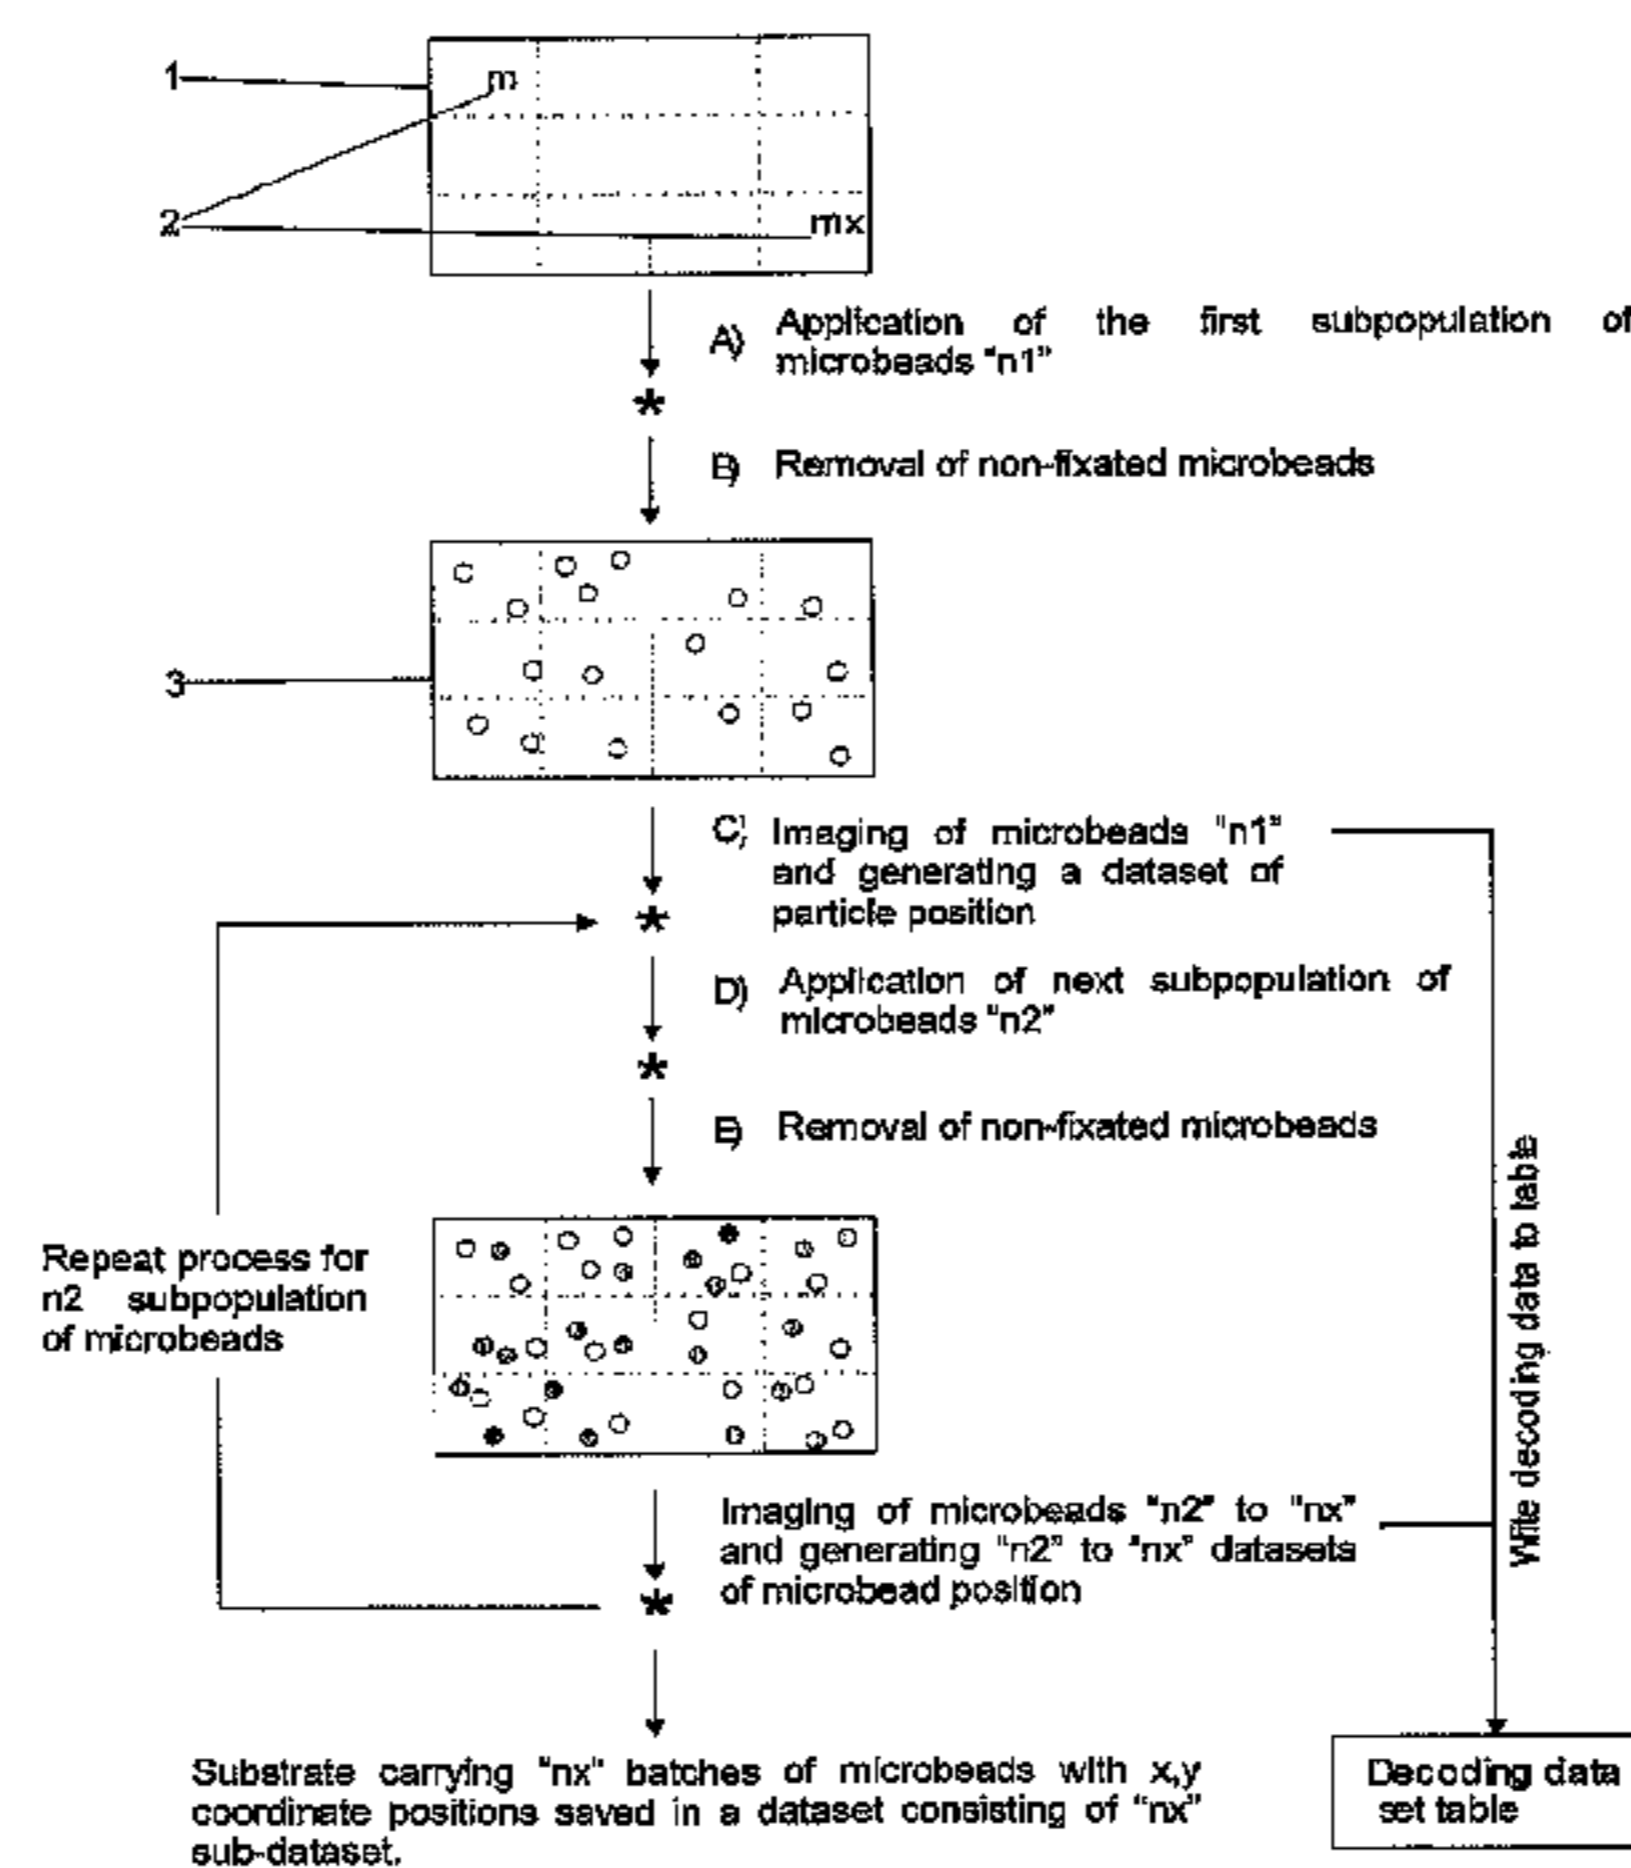 1
m
2
mx
A) Application of the first subpopulation of
microbeads "n1"
B) Removal of non-fixated microbeads
3
C) Imaging of microbeads "n1"
and generating a dataset of
particle position
D) Application of next subpopulation of
microbeads "n2"
E) Removal of non-fixated microbeads
Repeat process for
n2 subpopulation
of microbeads
Write decoding data to table
Imaging of microbeads "n2" to "nx"
and generating "n2" to "nx" datasets
of microbead position
Substrate carrying "nx" batches of microbeads with x,y
coordinate positions saved in a dataset consisting of "nx"
sub-dataset.
Decoding data
set table